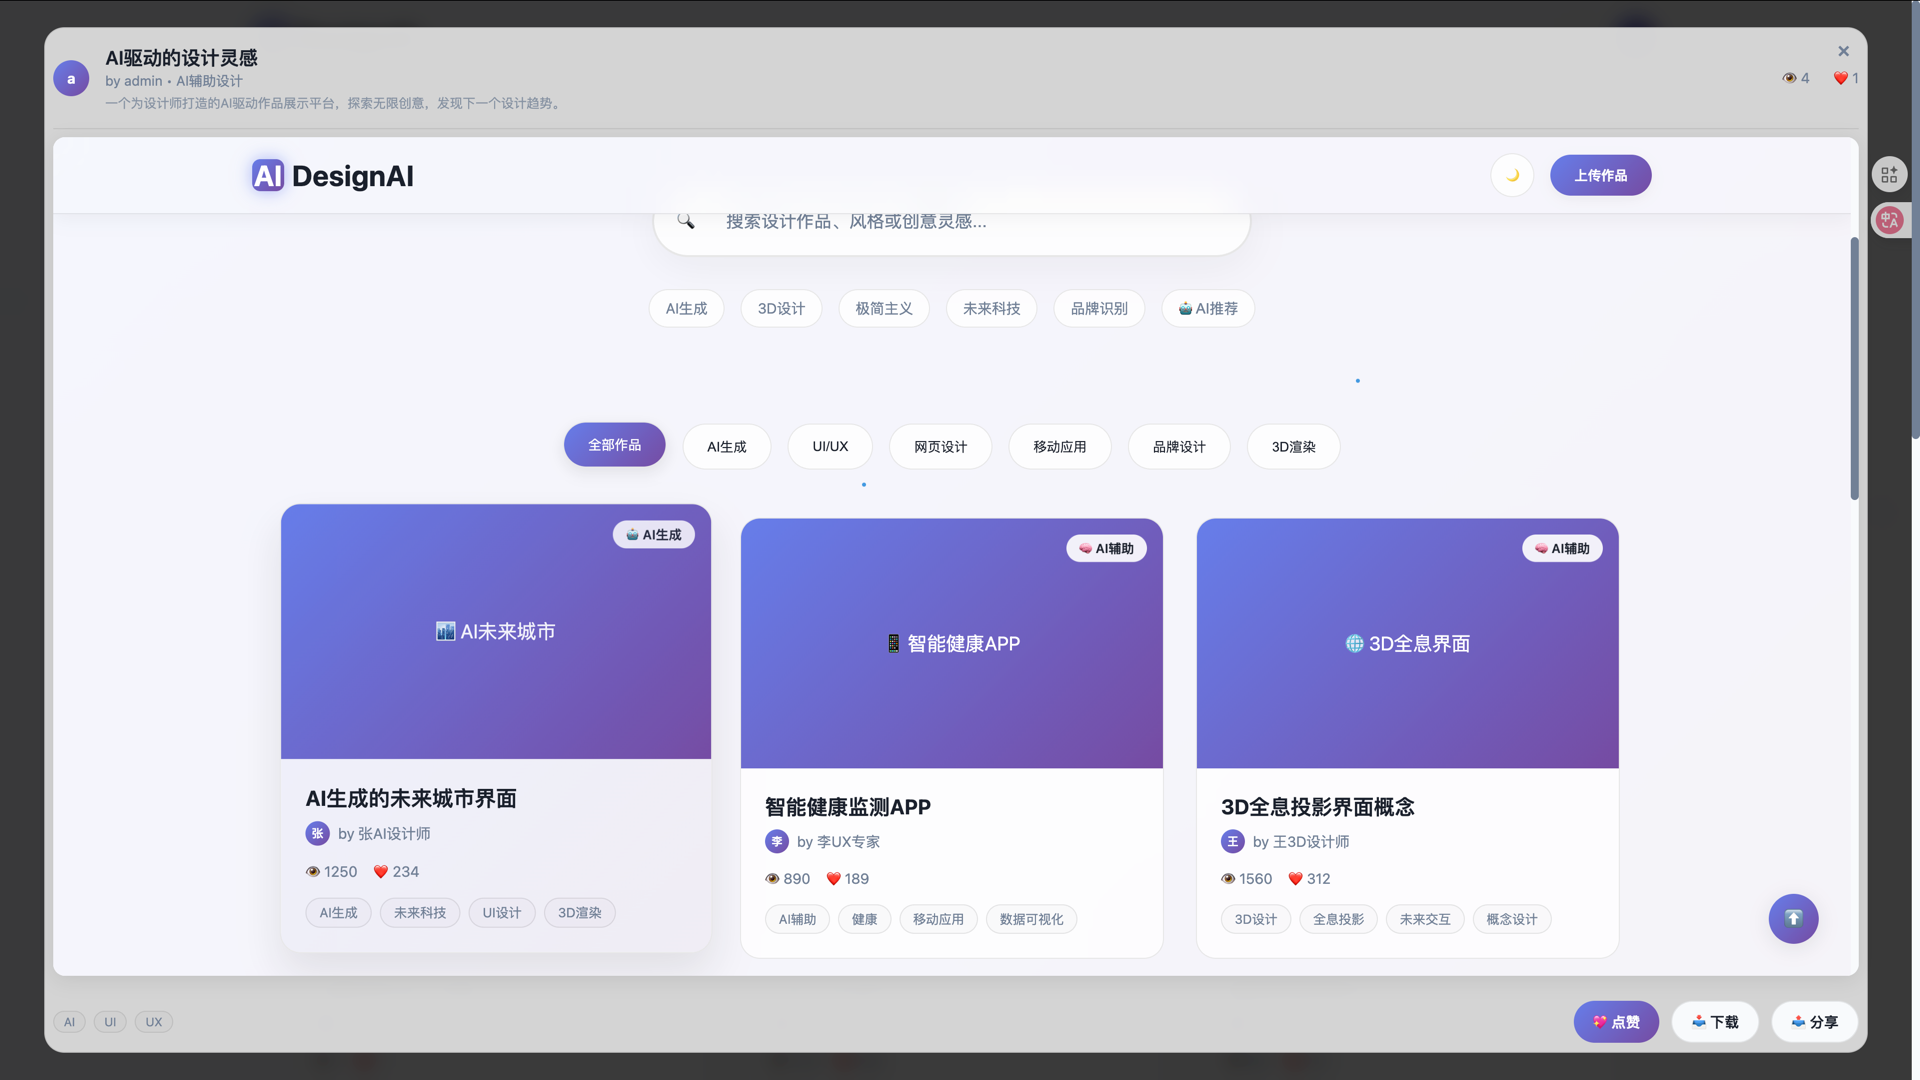 AI驱动的设计灵感
a
by admin • AI辅助设计
一个为设计师打造的AI驱动作品展示平台，探索无限创意，发现下一个设计趋势。
×
👁️ 4 ❤️ 1
AI DesignAI
🌙 上传作品
🔍 搜索设计作品、风格或创意灵感...
AI生成 3D设计 极简主义 未来科技 品牌识别 🤖 AI推荐
全部作品 AI生成 UI/UX 网页设计 移动应用 品牌设计 3D渲染
🤖 AI生成
🏙️ AI未来城市
AI生成的未来城市界面
张 by 张AI设计师
👁️ 1250 ❤️ 234
AI生成 未来科技 UI设计 3D渲染
🧠 AI辅助
📱 智能健康APP
智能健康监测APP
李 by 李UX专家
👁️ 890 ❤️ 189
AI辅助 健康 移动应用 数据可视化
🧠 AI辅助
🌐 3D全息界面
3D全息投影界面概念
王 by 王3D设计师
👁️ 1560 ❤️ 312
3D设计 全息投影 未来交互 概念设计
⬆️
中A
AI UI UX
💖 点赞 📥 下载 📤 分享